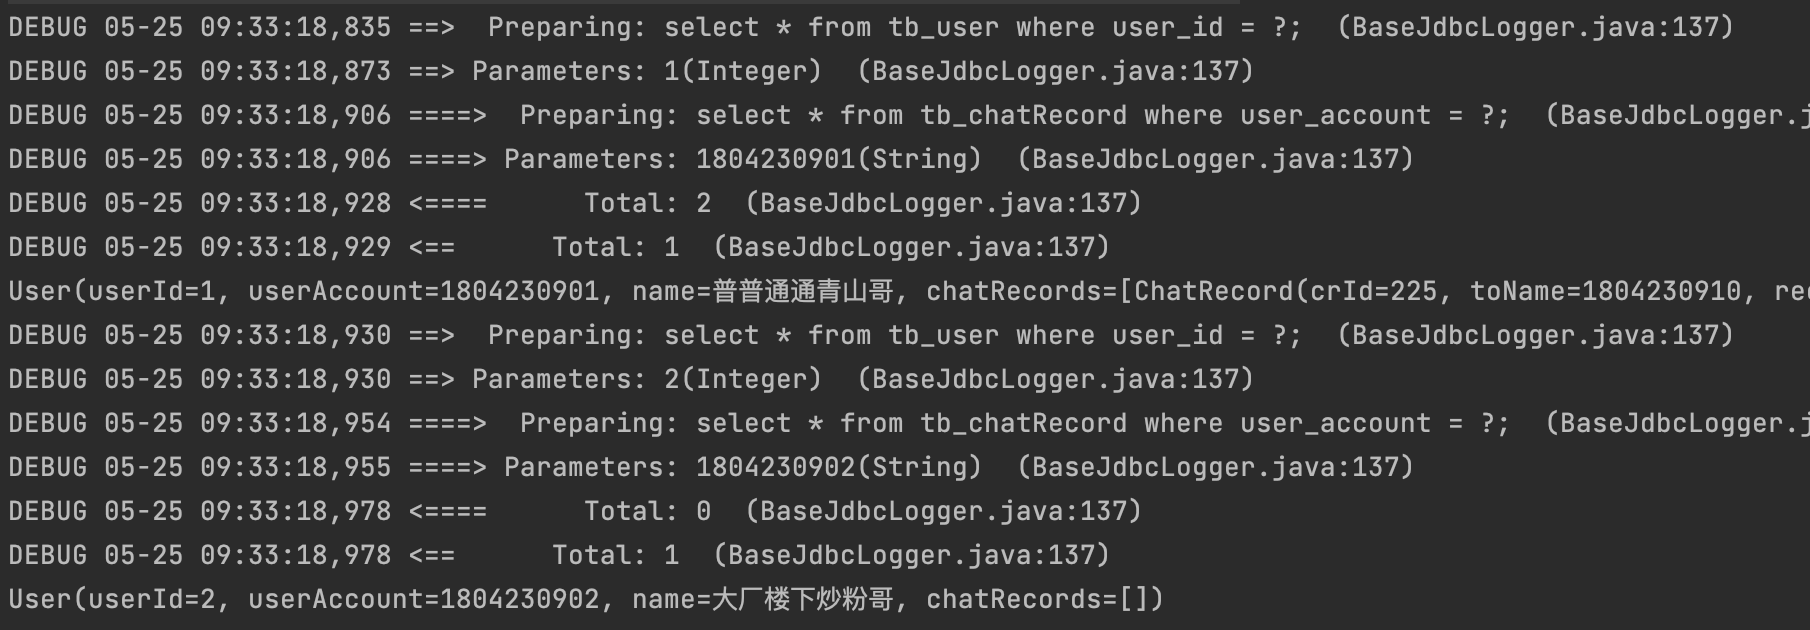 DEBUG 05-25 09:33:18,835 ==>  Preparing: select * from tb_user where user_id = ?;  (BaseJdbcLogger.java:137)
DEBUG 05-25 09:33:18,873 ==> Parameters: 1(Integer)  (BaseJdbcLogger.java:137)
DEBUG 05-25 09:33:18,906 ====>  Preparing: select * from tb_chatRecord where user_account = ?;  (BaseJdbcLogger.j
DEBUG 05-25 09:33:18,906 ====> Parameters: 1804230901(String)  (BaseJdbcLogger.java:137)
DEBUG 05-25 09:33:18,928 <====      Total: 2  (BaseJdbcLogger.java:137)
DEBUG 05-25 09:33:18,929 <==      Total: 1  (BaseJdbcLogger.java:137)
User(userId=1, userAccount=1804230901, name=普普通通青山哥, chatRecords=[ChatRecord(crId=225, toName=1804230910, rec
DEBUG 05-25 09:33:18,930 ==>  Preparing: select * from tb_user where user_id = ?;  (BaseJdbcLogger.java:137)
DEBUG 05-25 09:33:18,930 ==> Parameters: 2(Integer)  (BaseJdbcLogger.java:137)
DEBUG 05-25 09:33:18,954 ====>  Preparing: select * from tb_chatRecord where user_account = ?;  (BaseJdbcLogger.j
DEBUG 05-25 09:33:18,955 ====> Parameters: 1804230902(String)  (BaseJdbcLogger.java:137)
DEBUG 05-25 09:33:18,978 <====      Total: 0  (BaseJdbcLogger.java:137)
DEBUG 05-25 09:33:18,978 <==      Total: 1  (BaseJdbcLogger.java:137)
User(userId=2, userAccount=1804230902, name=大厂楼下炒粉哥, chatRecords=[])